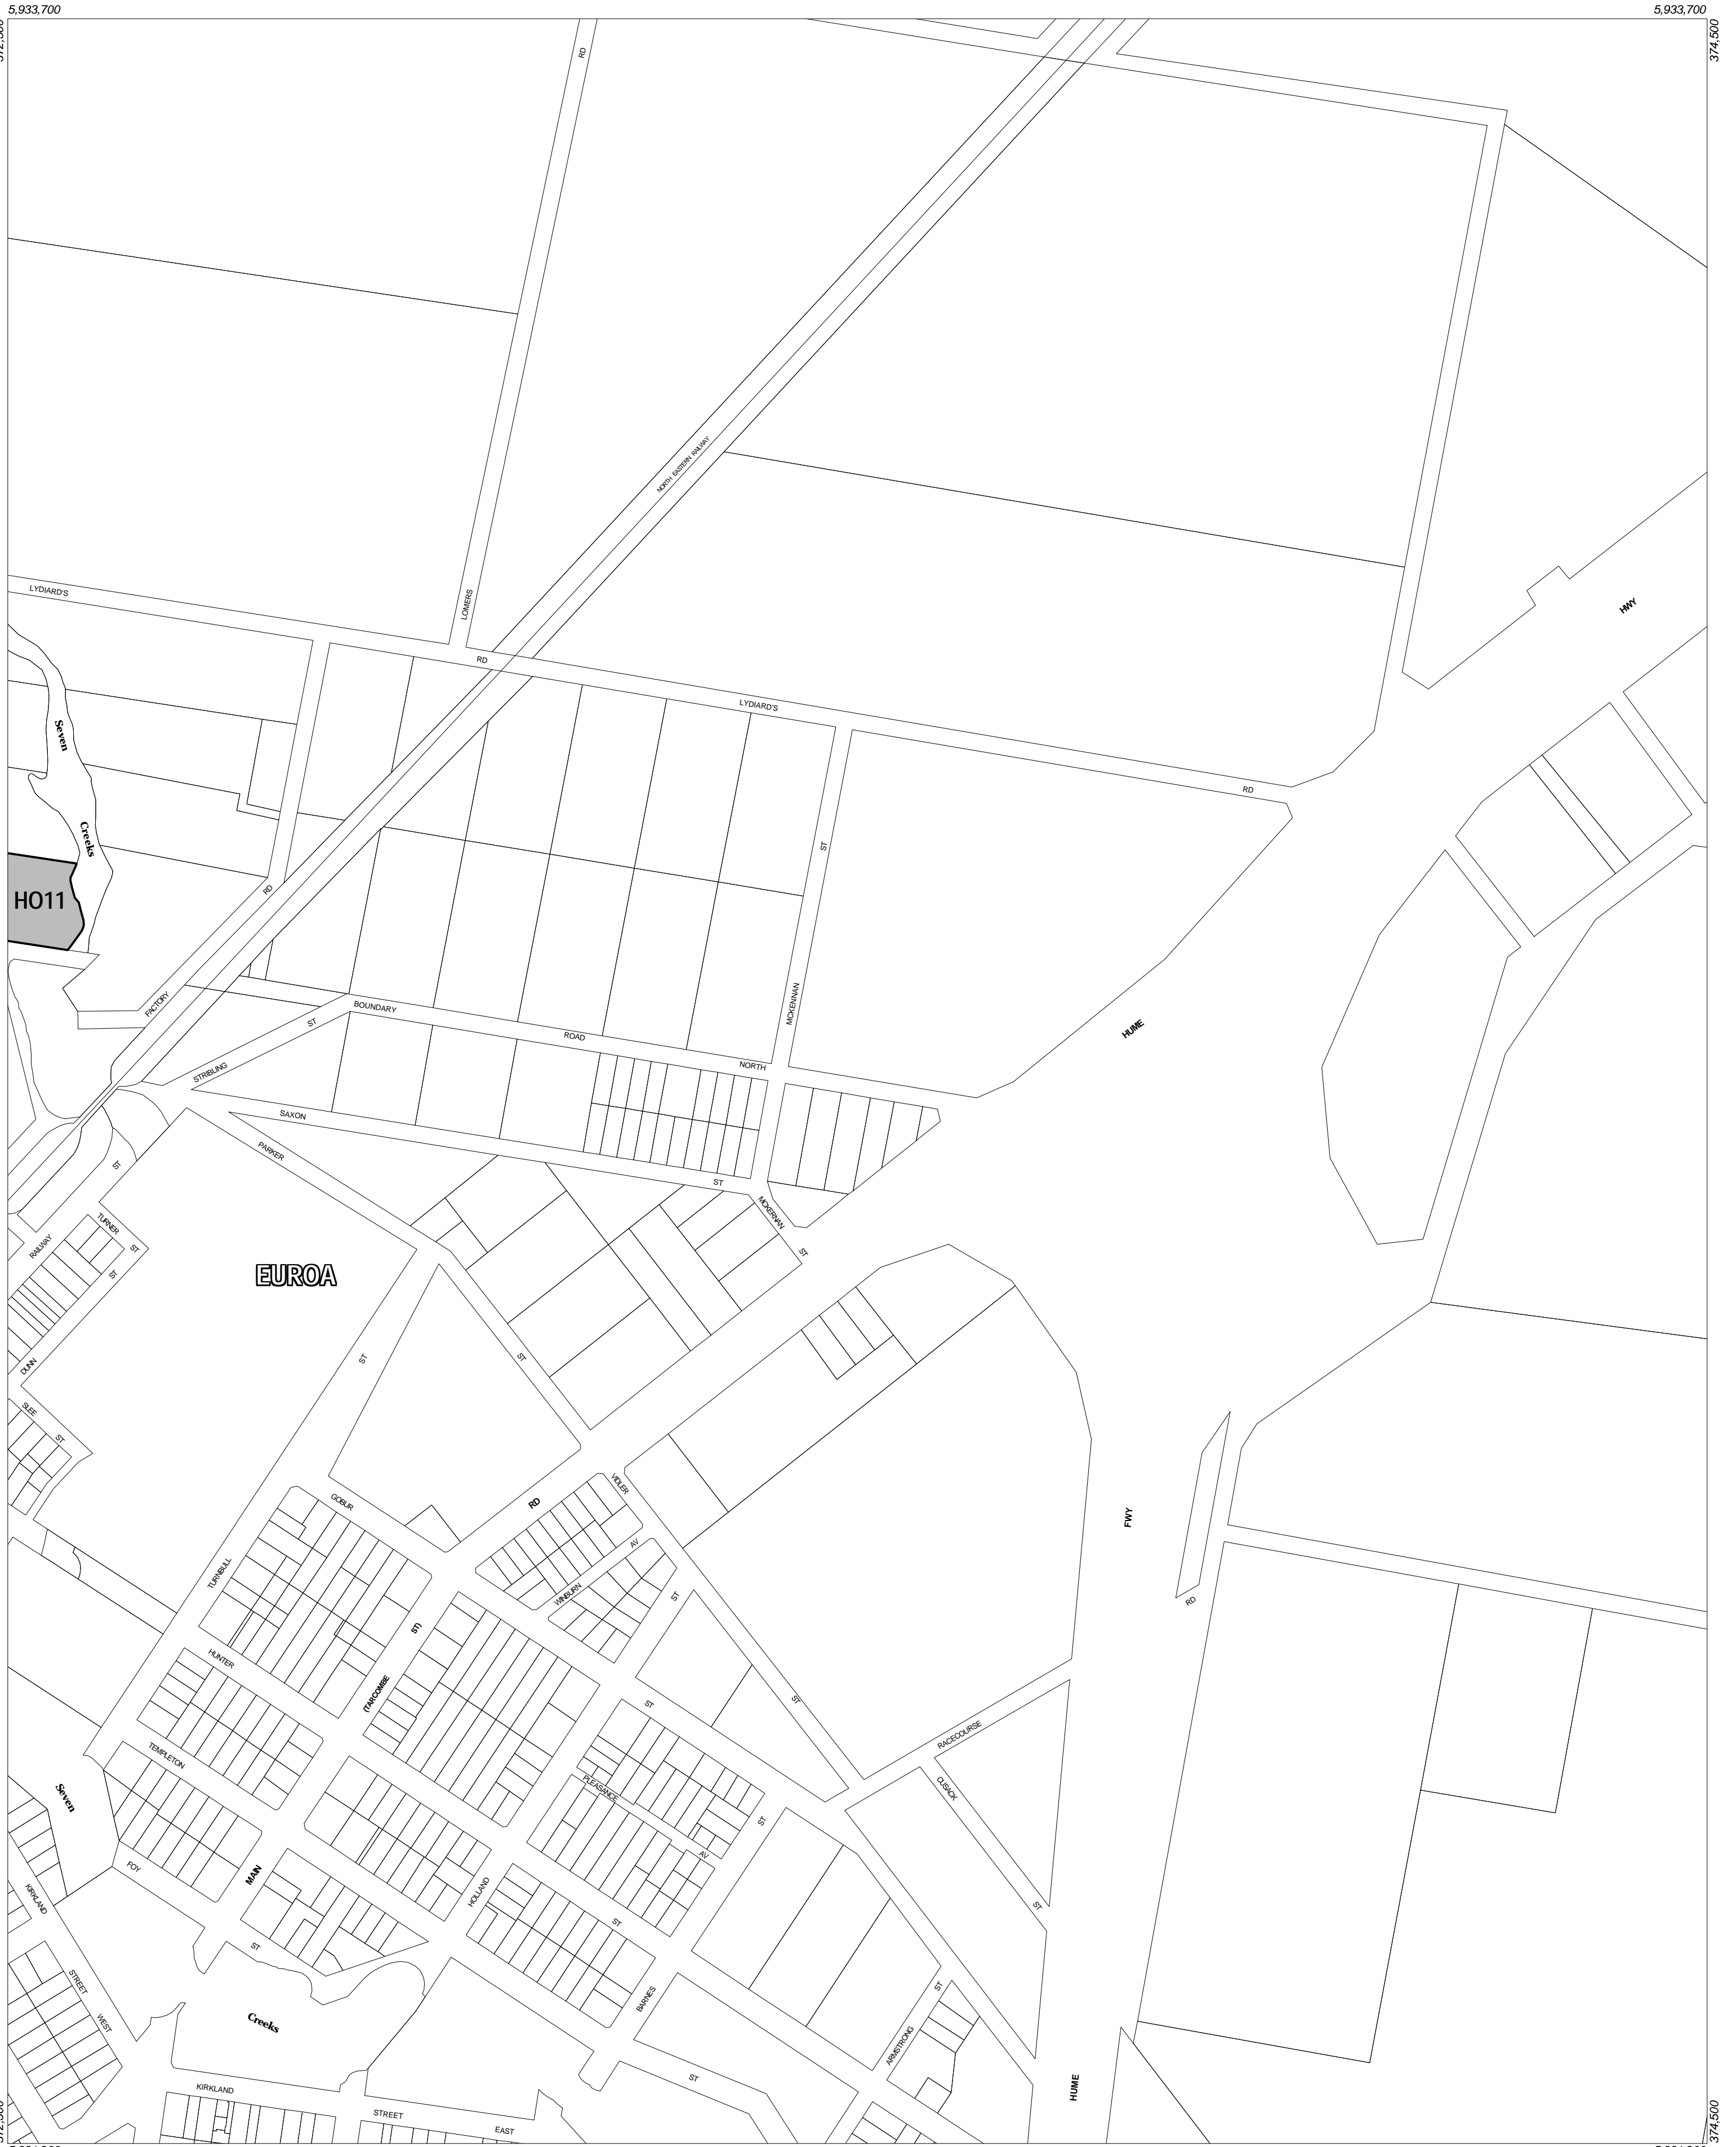 5,933,700
5,933,700
374,500
RD
NORTH EASTERN RAILWAY
LYDIARD'S
LOMERS
HWY
RD
LYDIARD'S
Seven
RD
Creeks
ST
RD
HO11
FACTORY
BOUNDARY
MCKENNAN
ST
ROAD
HUME
STRIBLING
NORTH
SAXON
PARKER
ST
ST
MCKERNAN
TURNER
ST
RAILWAY
ST
ST
EUROA
ST
ST
DUNN
SLEE
ST
VIDLER
GOBUR
RD
FWY
AV
TURNBULL
WINBURN
ST
RD
ST)
HUNTER
(TARCOMBE
ST
ST
RACECOURSE
TEMPLETON
PLEASANCE
CUSACK
Seven
ST
AV
FOY
MAIN
HOLLAND
KIRKLAND
ST
ST
ST
STREET
ST
BARNES
WEST
Creeks
ARMSTRONG
ST
HUME
KIRKLAND
STREET
EAST
374,500